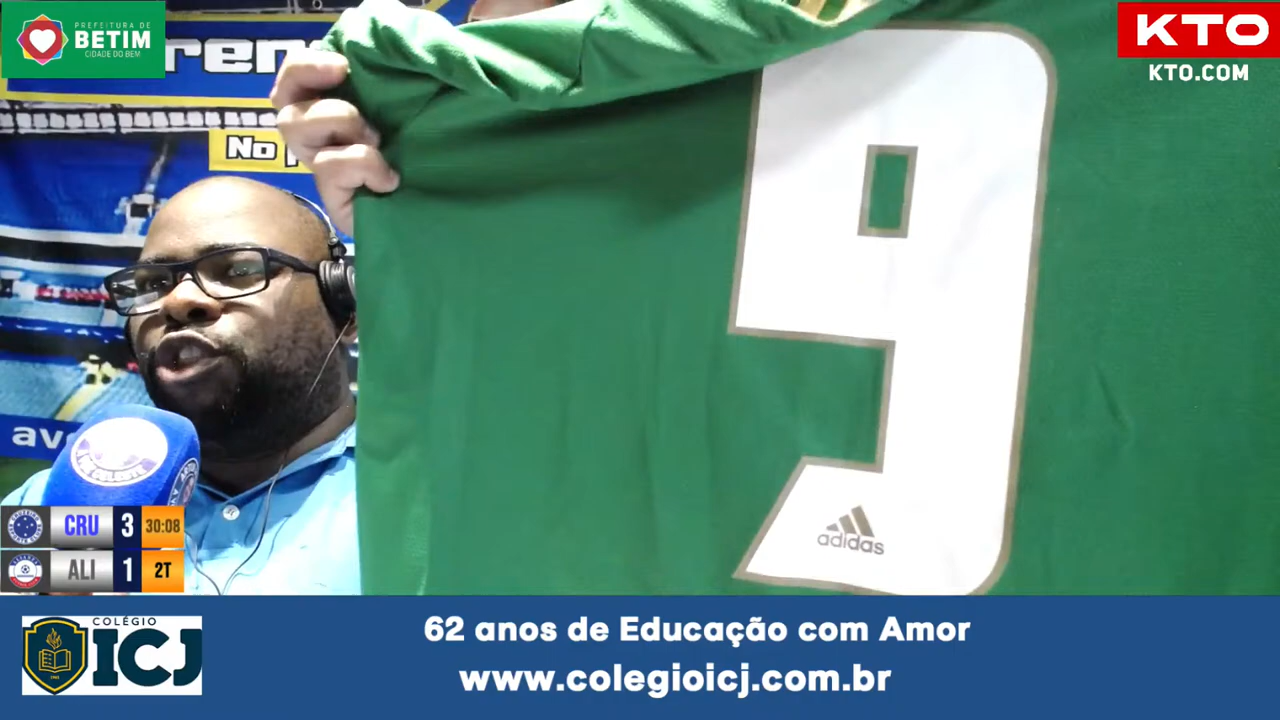 PREFEITURA DE
BETIM
CIDADE DO BEM
KTO
KTO.COM
No
9
adidas
CRU 3 30:08
ALI 1 2T
COLÉGIO
ICJ
62 anos de Educação com Amor
www.colegioicj.com.br